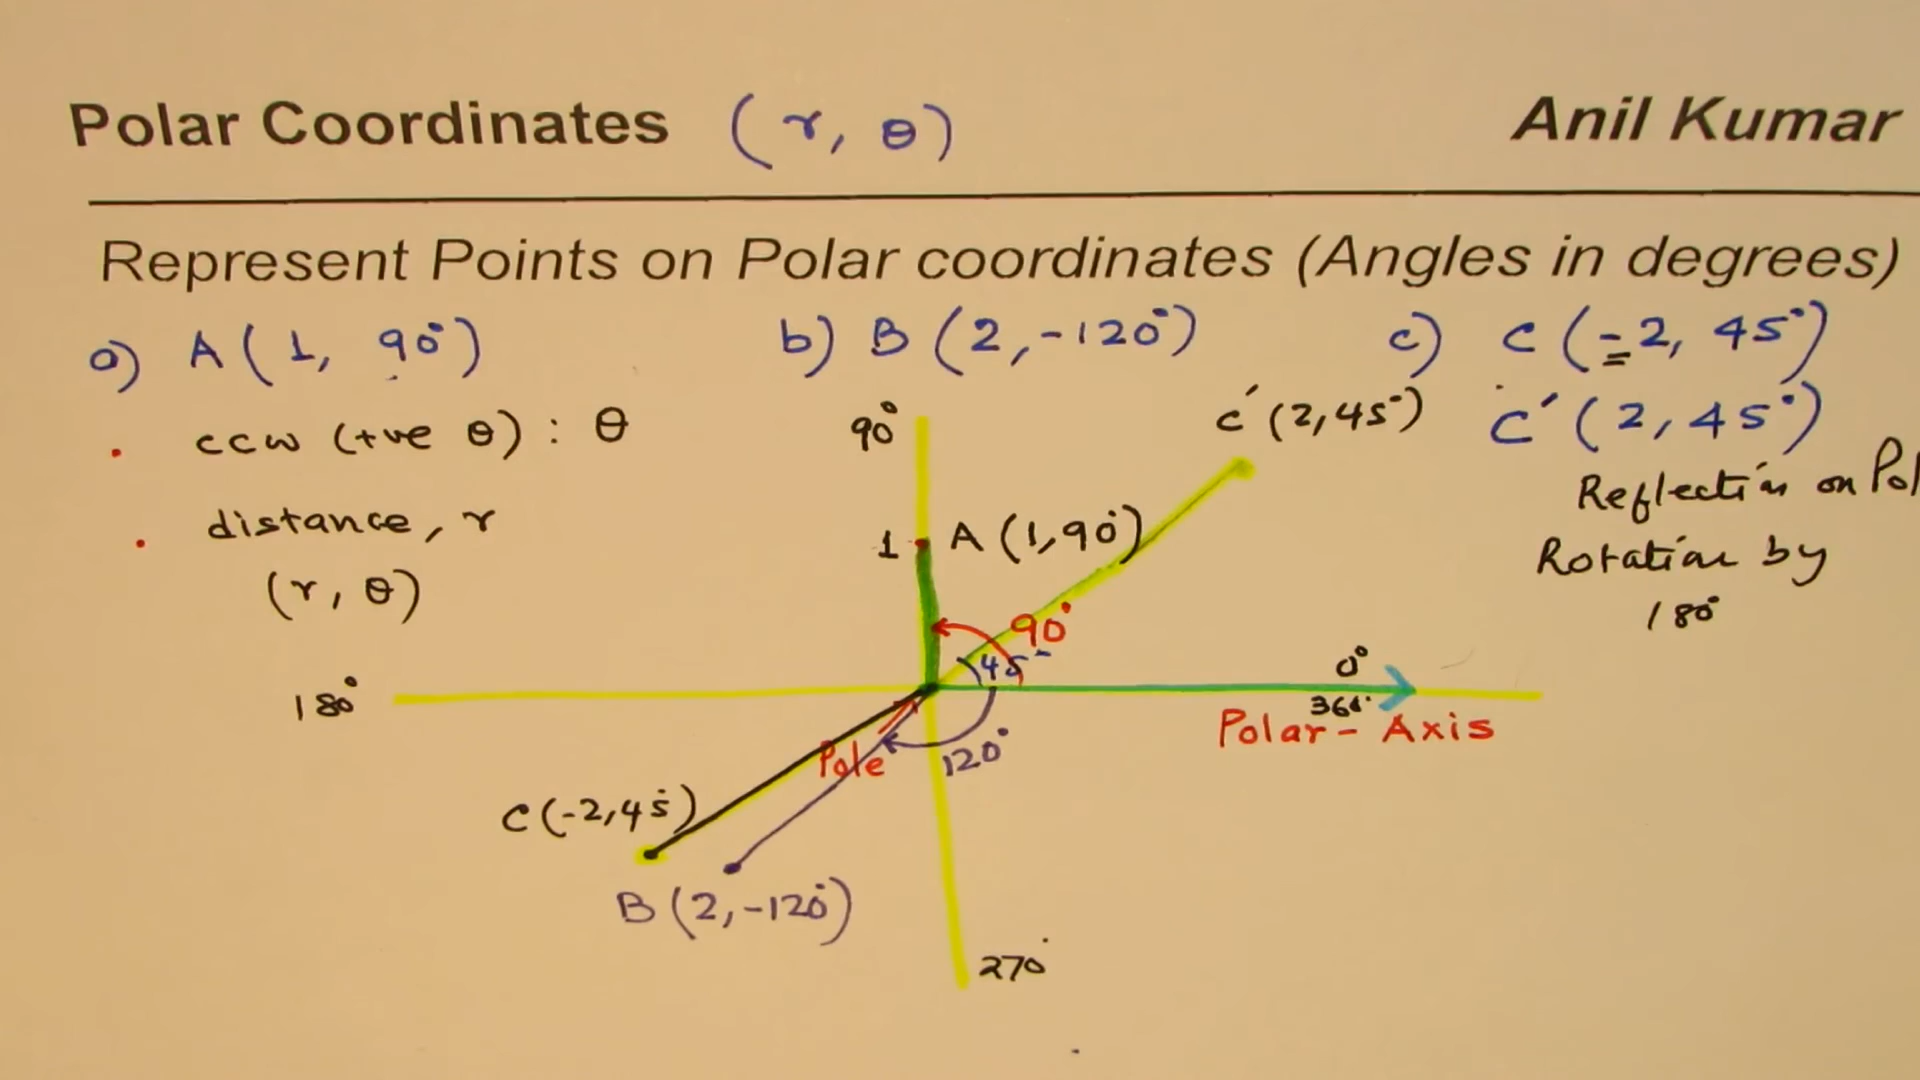 Polar Coordinates (r, θ) Anil Kumar
Represent Points on Polar coordinates (Angles in degrees)
a) A (1, 90°) b) B (2, -120°) c) C (-2, 45°)
C' (2, 45°)
Reflection on Pol
Rotation by
180°
• ccw (+ve θ) : θ
• distance, r
(r, θ)
90°
C' (2, 45°)
1 A (1, 90°)
90°
45°
180°
0°
Polar-Axis
Pole
120°
C (-2, 45°)
B (2, -120°)
270°